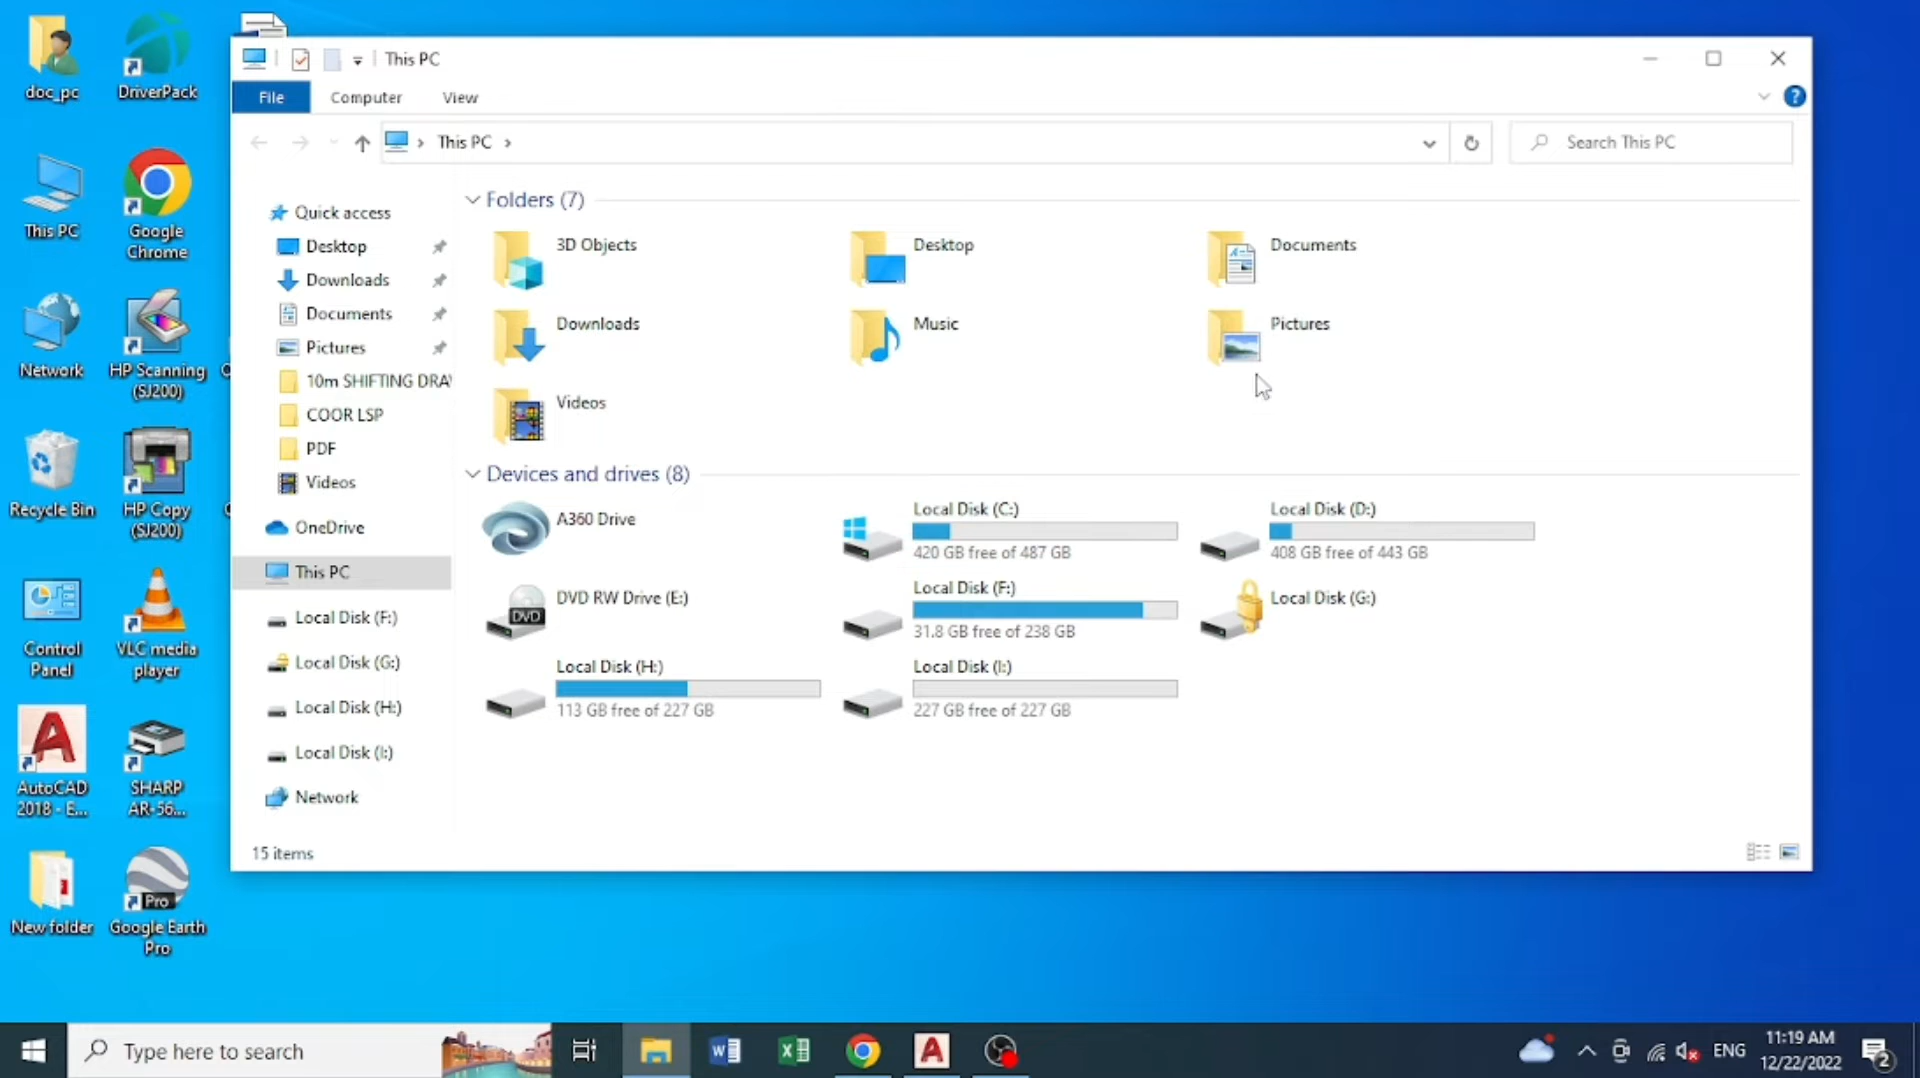 doc_pc
DriverPack
This PC
Google
Chrome
Network
HP Scanning
(SJ200)
Recycle Bin
HP Copy
(SJ200)
Control
Panel
VLC media
player
AutoCAD
2018 - E...
SHARP
AR-56...
New folder
Pro
Google Earth
Pro
This PC
File
Computer
View
?
This PC
Search This PC
Quick access
Desktop
Downloads
Documents
Pictures
10m SHIFTING DRAW
COOR LSP
PDF
Videos
OneDrive
This PC
Local Disk (F:)
Local Disk (G:)
Local Disk (H:)
Local Disk (I:)
Network
Folders (7)
3D Objects
Desktop
Documents
Downloads
Music
Pictures
Videos
Devices and drives (8)
A360 Drive
Local Disk (C:)
420 GB free of 487 GB
Local Disk (D:)
408 GB free of 443 GB
DVD
DVD RW Drive (E:)
Local Disk (F:)
31.8 GB free of 238 GB
Local Disk (G:)
Local Disk (H:)
113 GB free of 227 GB
Local Disk (I:)
227 GB free of 227 GB
15 items
Type here to search
ENG
11:19 AM
12/22/2022
2